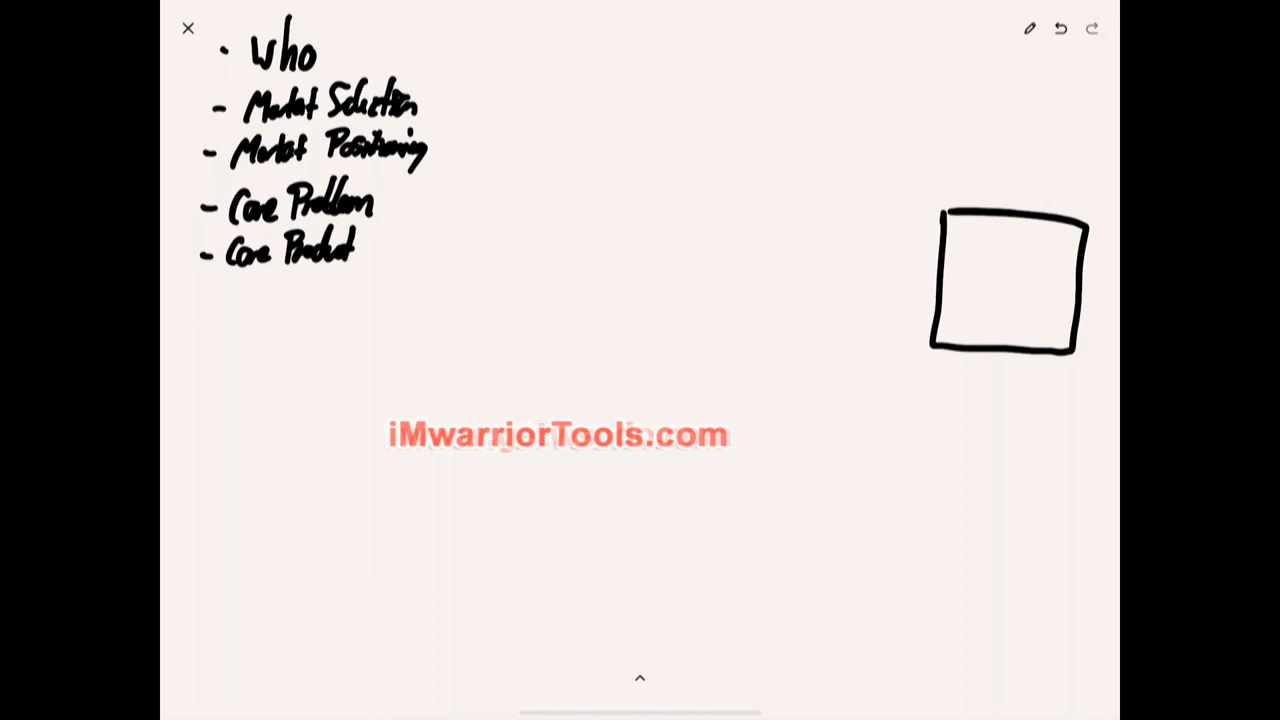 • Who
- Market Selection
- Market Positioning
- Core Problem
- Core Product
iMwarriorTools.com